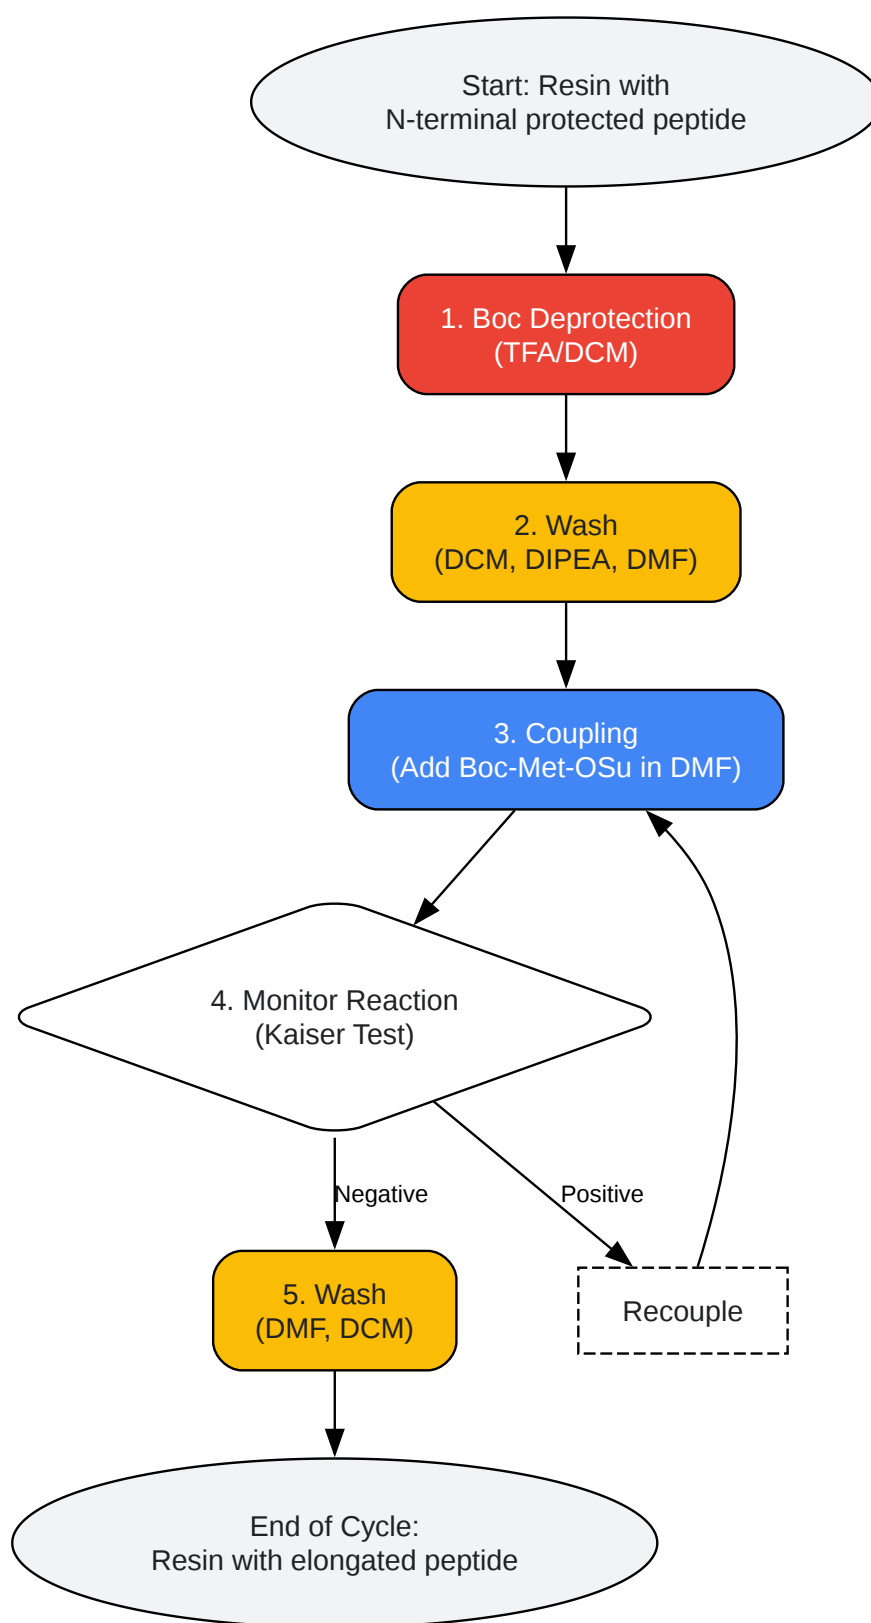 Start: Resin with
N-terminal protected peptide
1. Boc Deprotection
(TFA/DCM)
2. Wash
(DCM, DIPEA, DMF)
3. Coupling
(Add Boc-Met-OSu in DMF)
4. Monitor Reaction
(Kaiser Test)
Negative
Positive
5. Wash
(DMF, DCM)
Recouple
End of Cycle:
Resin with elongated peptide